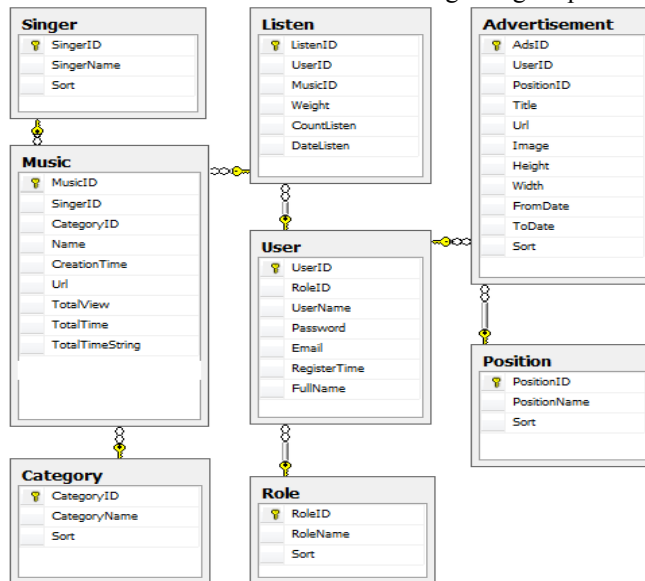 Singer
SingerID
SingerName
Sort
Listen
ListenID
UserID
MusicID
Weight
CountListen
DateListen
Advertisement
AdsID
UserID
PositionID
Title
Url
Image
Height
Width
FromDate
ToDate
Sort
Music
MusicID
SingerID
CategoryID
Name
CreationTime
Url
TotalView
TotalTime
TotalTimeString
User
UserID
RoleID
UserName
Password
Email
RegisterTime
FullName
Position
PositionID
PositionName
Sort
Category
CategoryID
CategoryName
Sort
Role
RoleID
RoleName
Sort